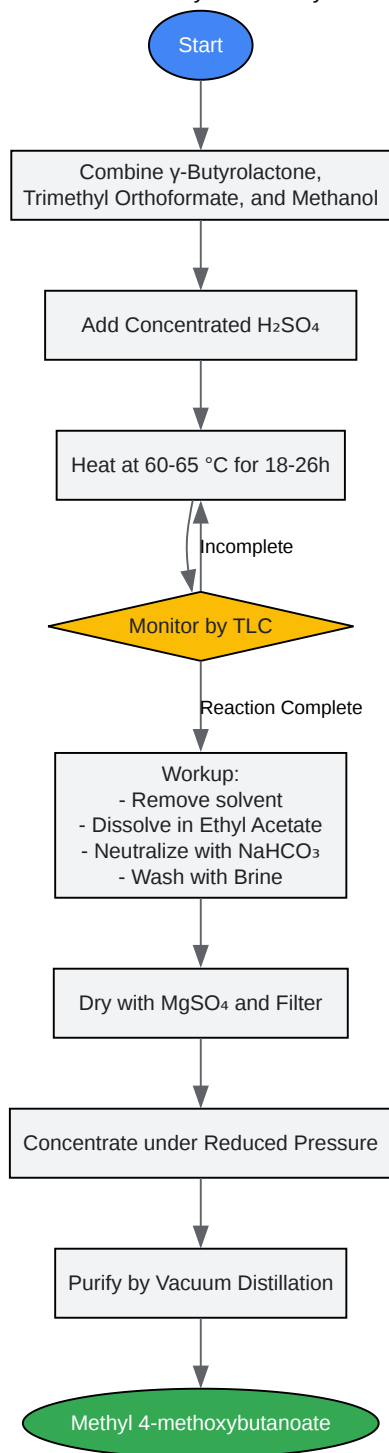 Start
Combine γ-Butyrolactone,
Trimethyl Orthoformate, and Methanol
Add Concentrated H₂SO₄
Heat at 60-65 °C for 18-26h
Incomplete
Monitor by TLC
Reaction Complete
Workup:
- Remove solvent
- Dissolve in Ethyl Acetate
- Neutralize with NaHCO₃
- Wash with Brine
Dry with MgSO₄ and Filter
Concentrate under Reduced Pressure
Purify by Vacuum Distillation
Methyl 4-methoxybutanoate